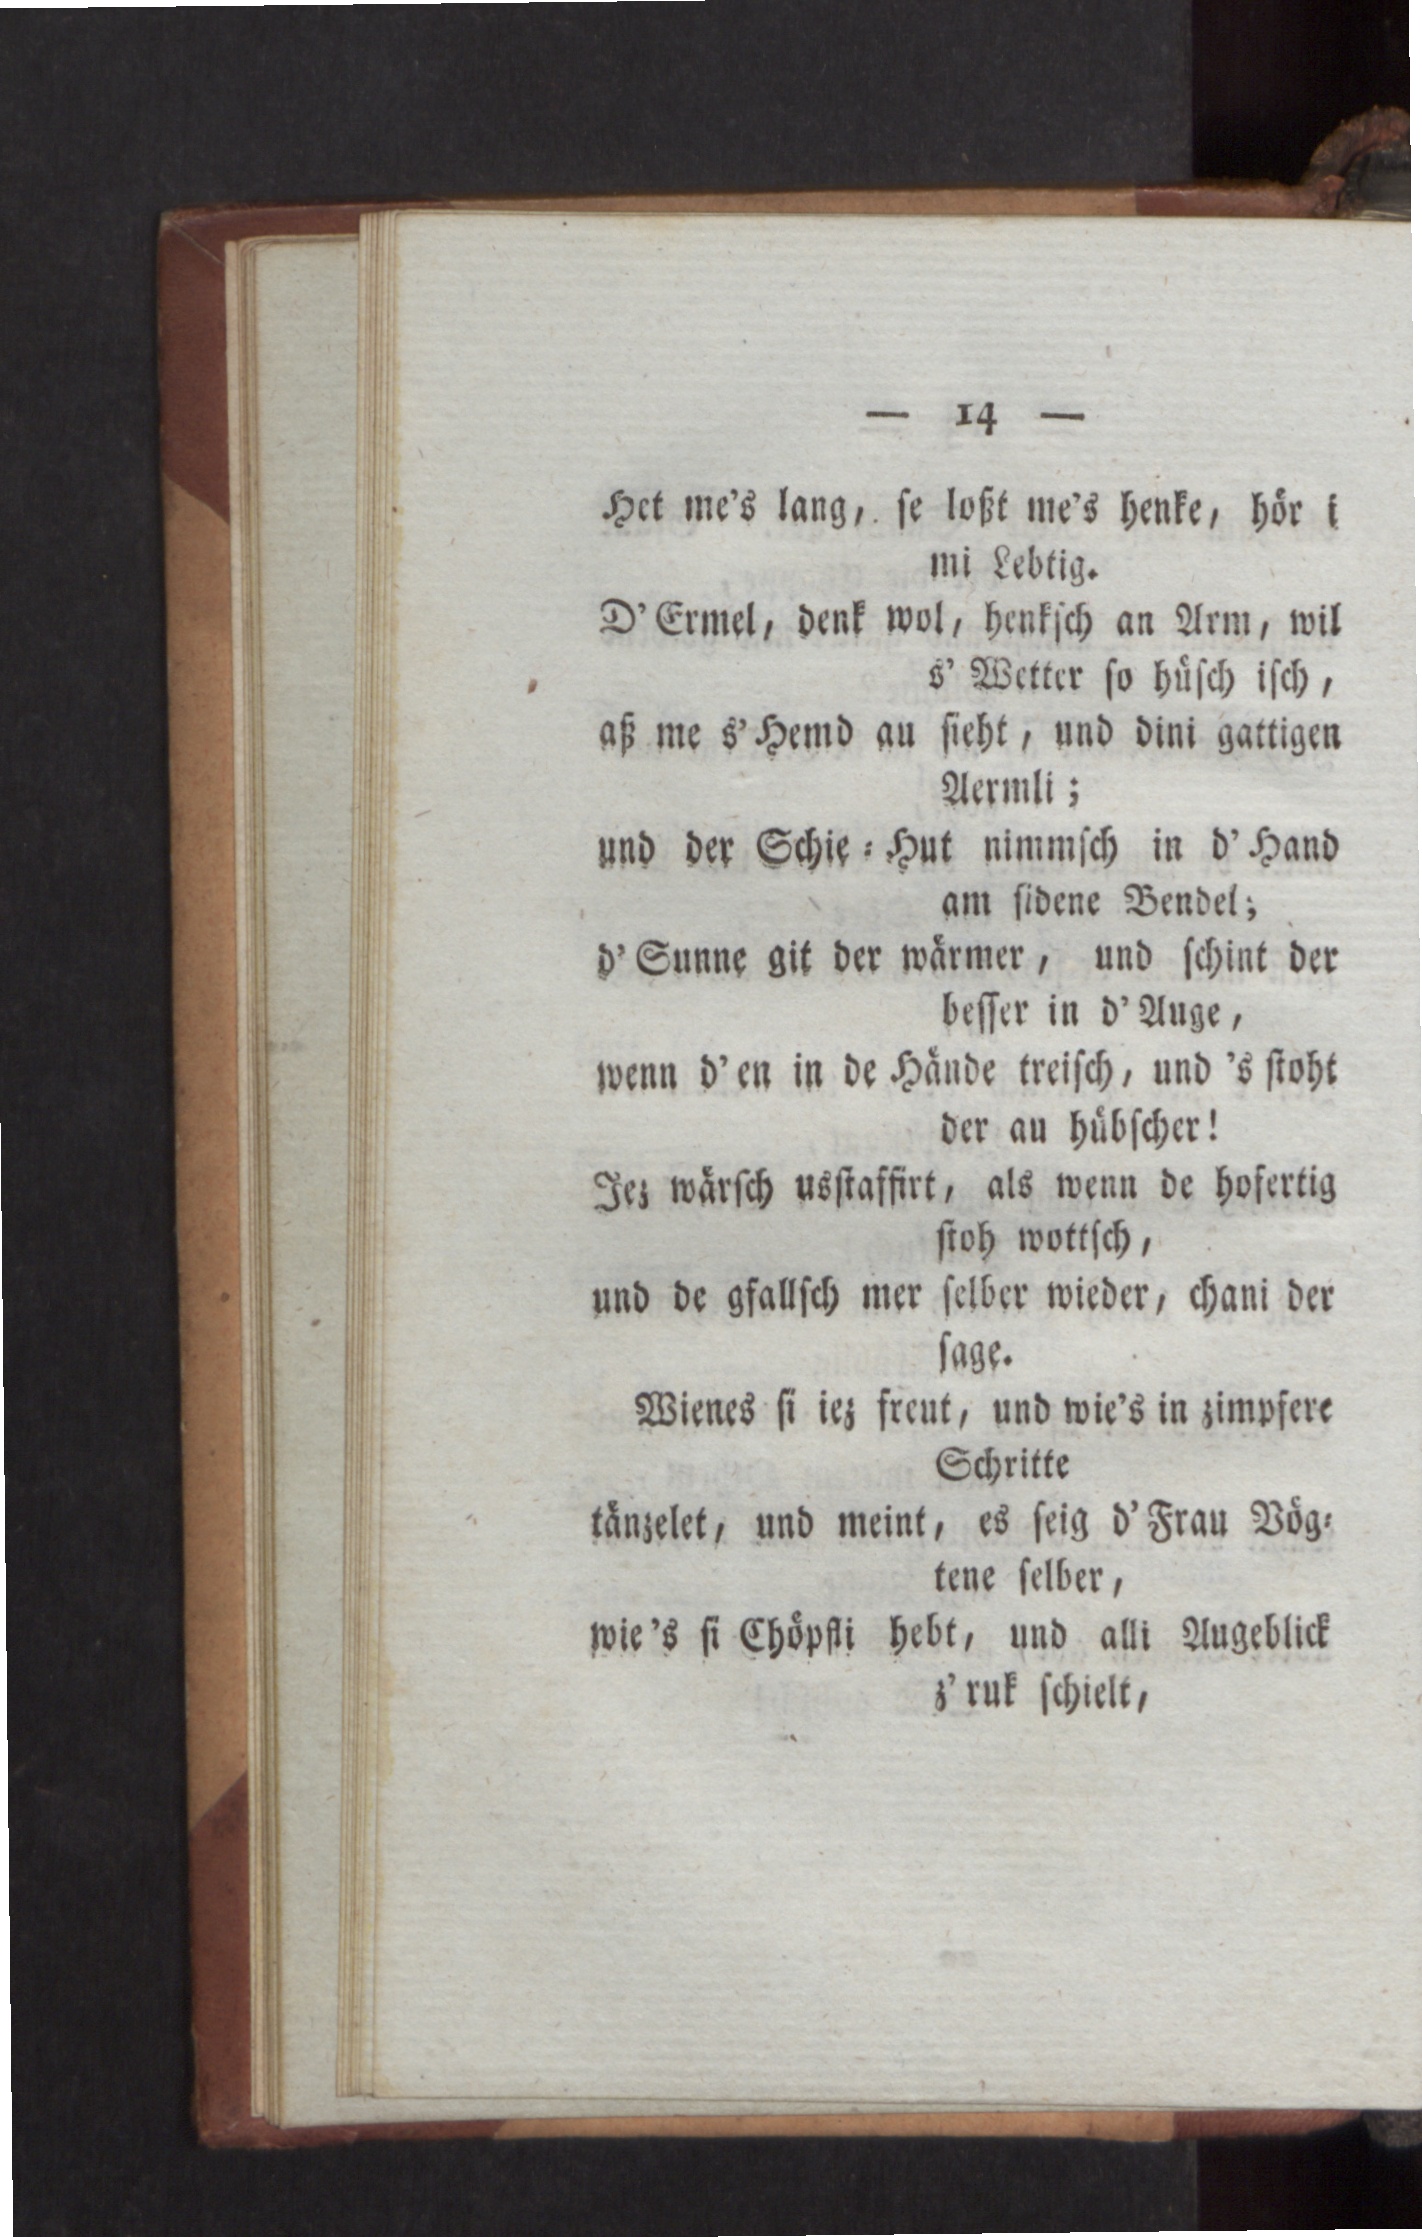 — 14 —
Het me's lang, se loßt me's henke, hör i
mi Lebtig.
D' Ermel, denk wol, henksch an Arm, wil
s' Wetter so hüsch isch,
aß me s' Hemd au sieht, und dini gattigen
Aermli;
und der Schie-Hut nimmsch in d' Hand
am sidene Bendel;
d' Sunne git der wärmer, und schint der
besser in d' Auge,
wenn d' en in de Hände treisch, und 's stoht
der au hübscher!
Jez wärsch usstaffirt, als wenn de hofertig
stoh wottsch,
und de gfallsch mer selber wieder, chani der
sage.
Wienes si iez freut, und wie's in zimpfere
Schritte
tänzelet, und meint, es seig d' Frau Vög-
tene selber,
wie 's si Chöpfli hebt, und alli Augeblick
z' ruk schielt,